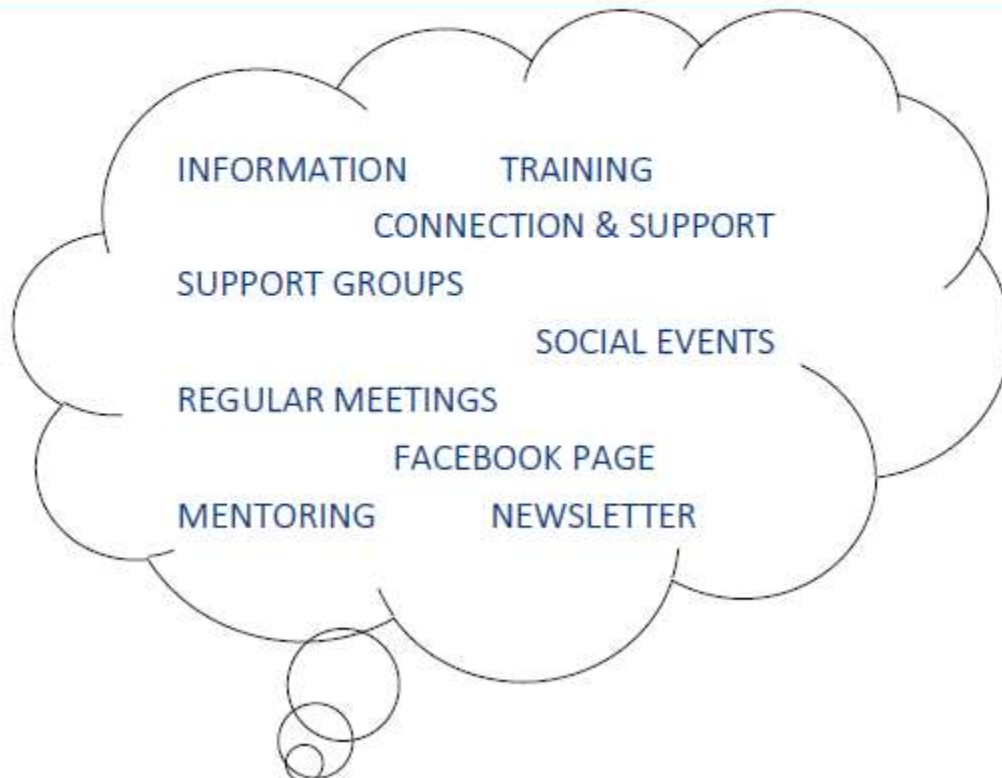 INFORMATION TRAINING
CONNECTION & SUPPORT
SUPPORT GROUPS
SOCIAL EVENTS
REGULAR MEETINGS
FACEBOOK PAGE
MENTORING NEWSLETTER